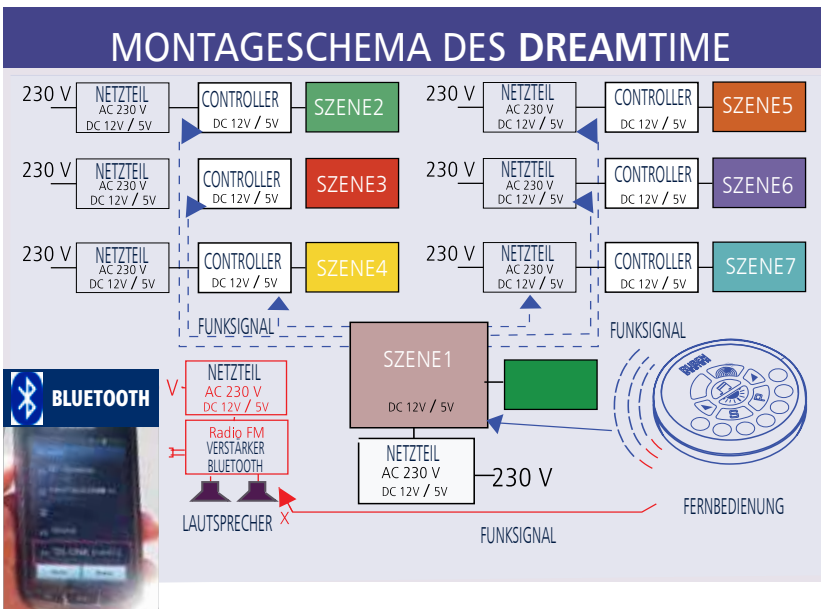 MONTAGESCHEMA DES DREAMTIME
230 V
NETZTEIL
AC 230 V
DC 12V / 5V
CONTROLLER
DC 12V / 5V
SZENE2
230 V
NETZTEIL
AC 230 V
DC 12V / 5V
CONTROLLER
DC 12V / 5V
SZENE5
230 V
NETZTEIL
AC 230 V
DC 12V / 5V
CONTROLLER
DC 12V / 5V
SZENE3
230 V
NETZTEIL
AC 230 V
DC 12V / 5V
CONTROLLER
DC 12V / 5V
SZENE6
230 V
NETZTEIL
AC 230 V
DC 12V / 5V
CONTROLLER
DC 12V / 5V
SZENE4
230 V
NETZTEIL
AC 230 V
DC 12V / 5V
CONTROLLER
DC 12V / 5V
SZENE7
FUNKSIGNAL
FUNKSIGNAL
SZENE1
DC 12V / 5V
V
NETZTEIL
AC 230 V
DC 12V / 5V
BLUETOOTH
Radio FM
VERSTÄRKER
BLUETOOTH
NETZTEIL
AC 230 V
DC 12V / 5V
230 V
S
P
LAUTSPRECHER
X
FUNKSIGNAL
FERNBEDIENUNG